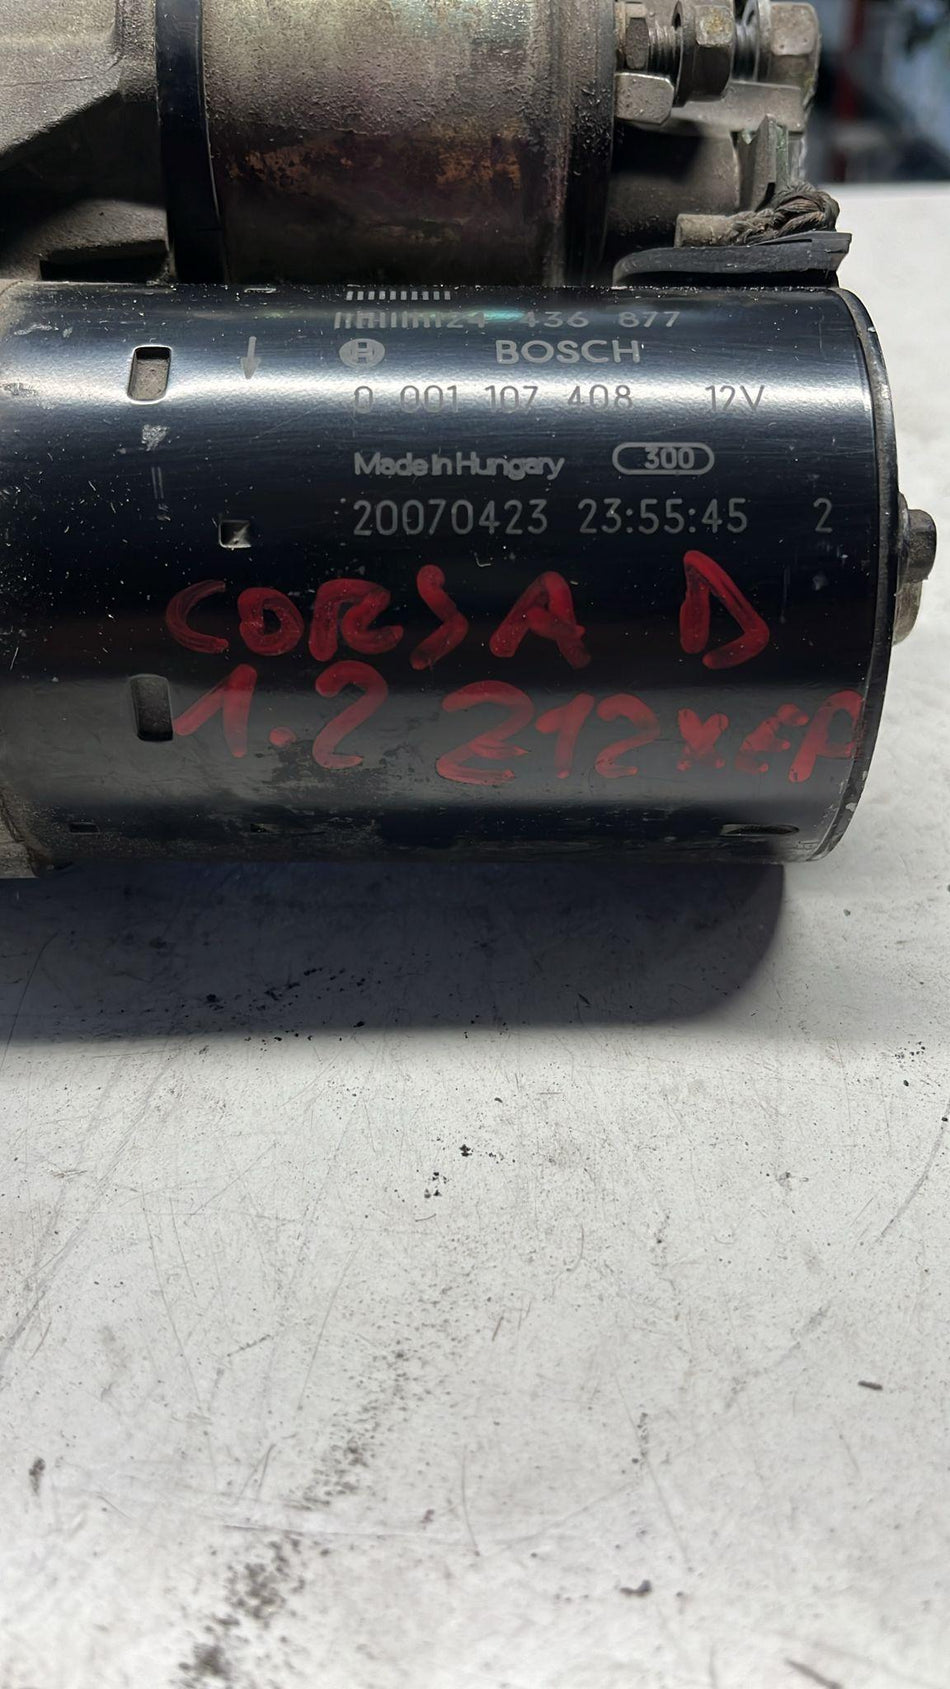 24 436 877
BOSCH
0 001 107 408 12V
Made in Hungary 300
20070423 23:55:45 2
CORSA D
1.2 Z12XEP